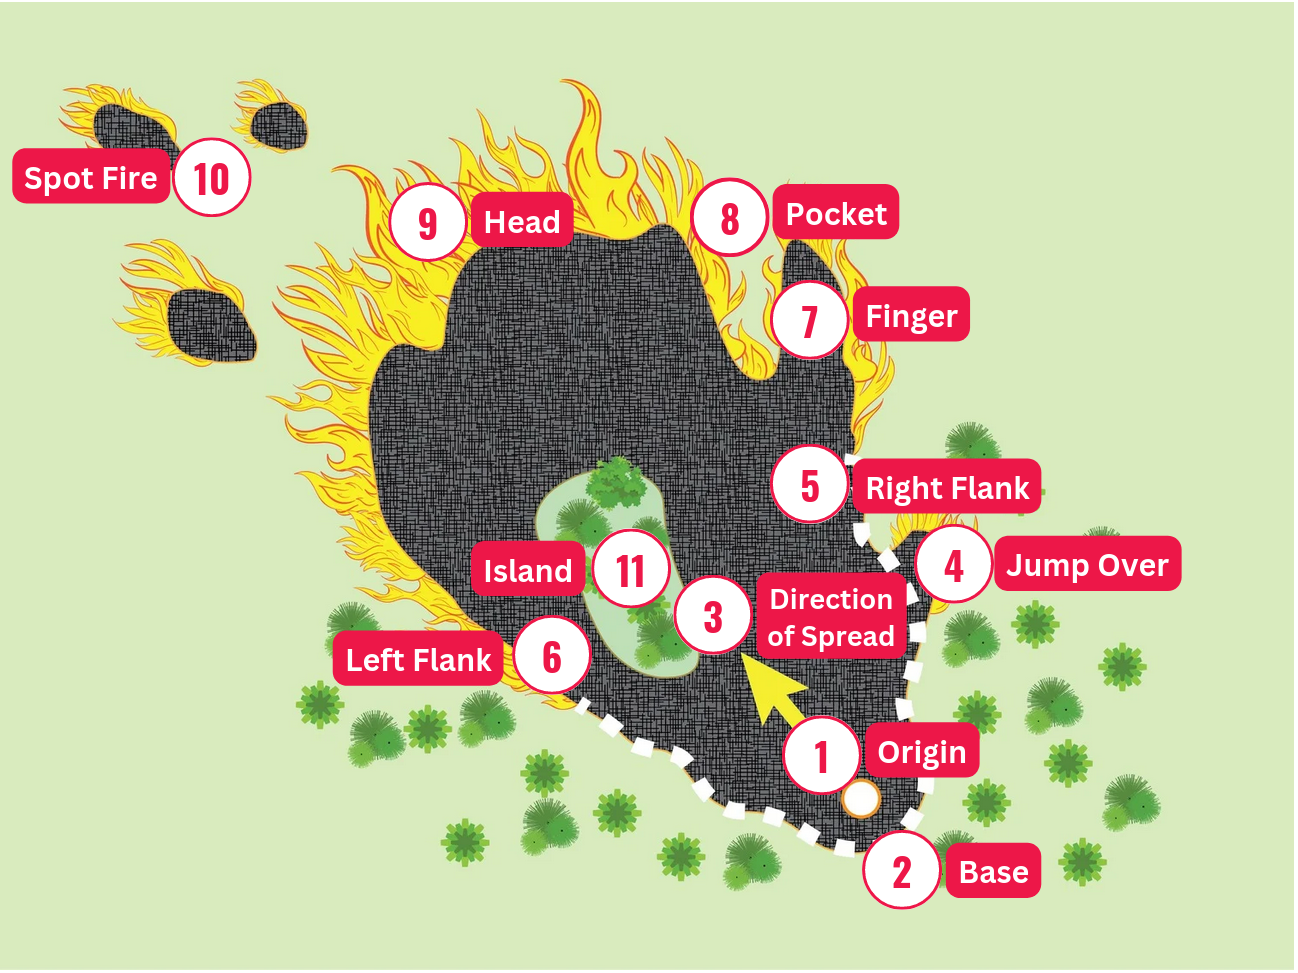 Spot Fire 10
9 Head
8 Pocket
7 Finger
5 Right Flank
4 Jump Over
Island 11
3 Direction
of Spread
Left Flank 6
1 Origin
2 Base